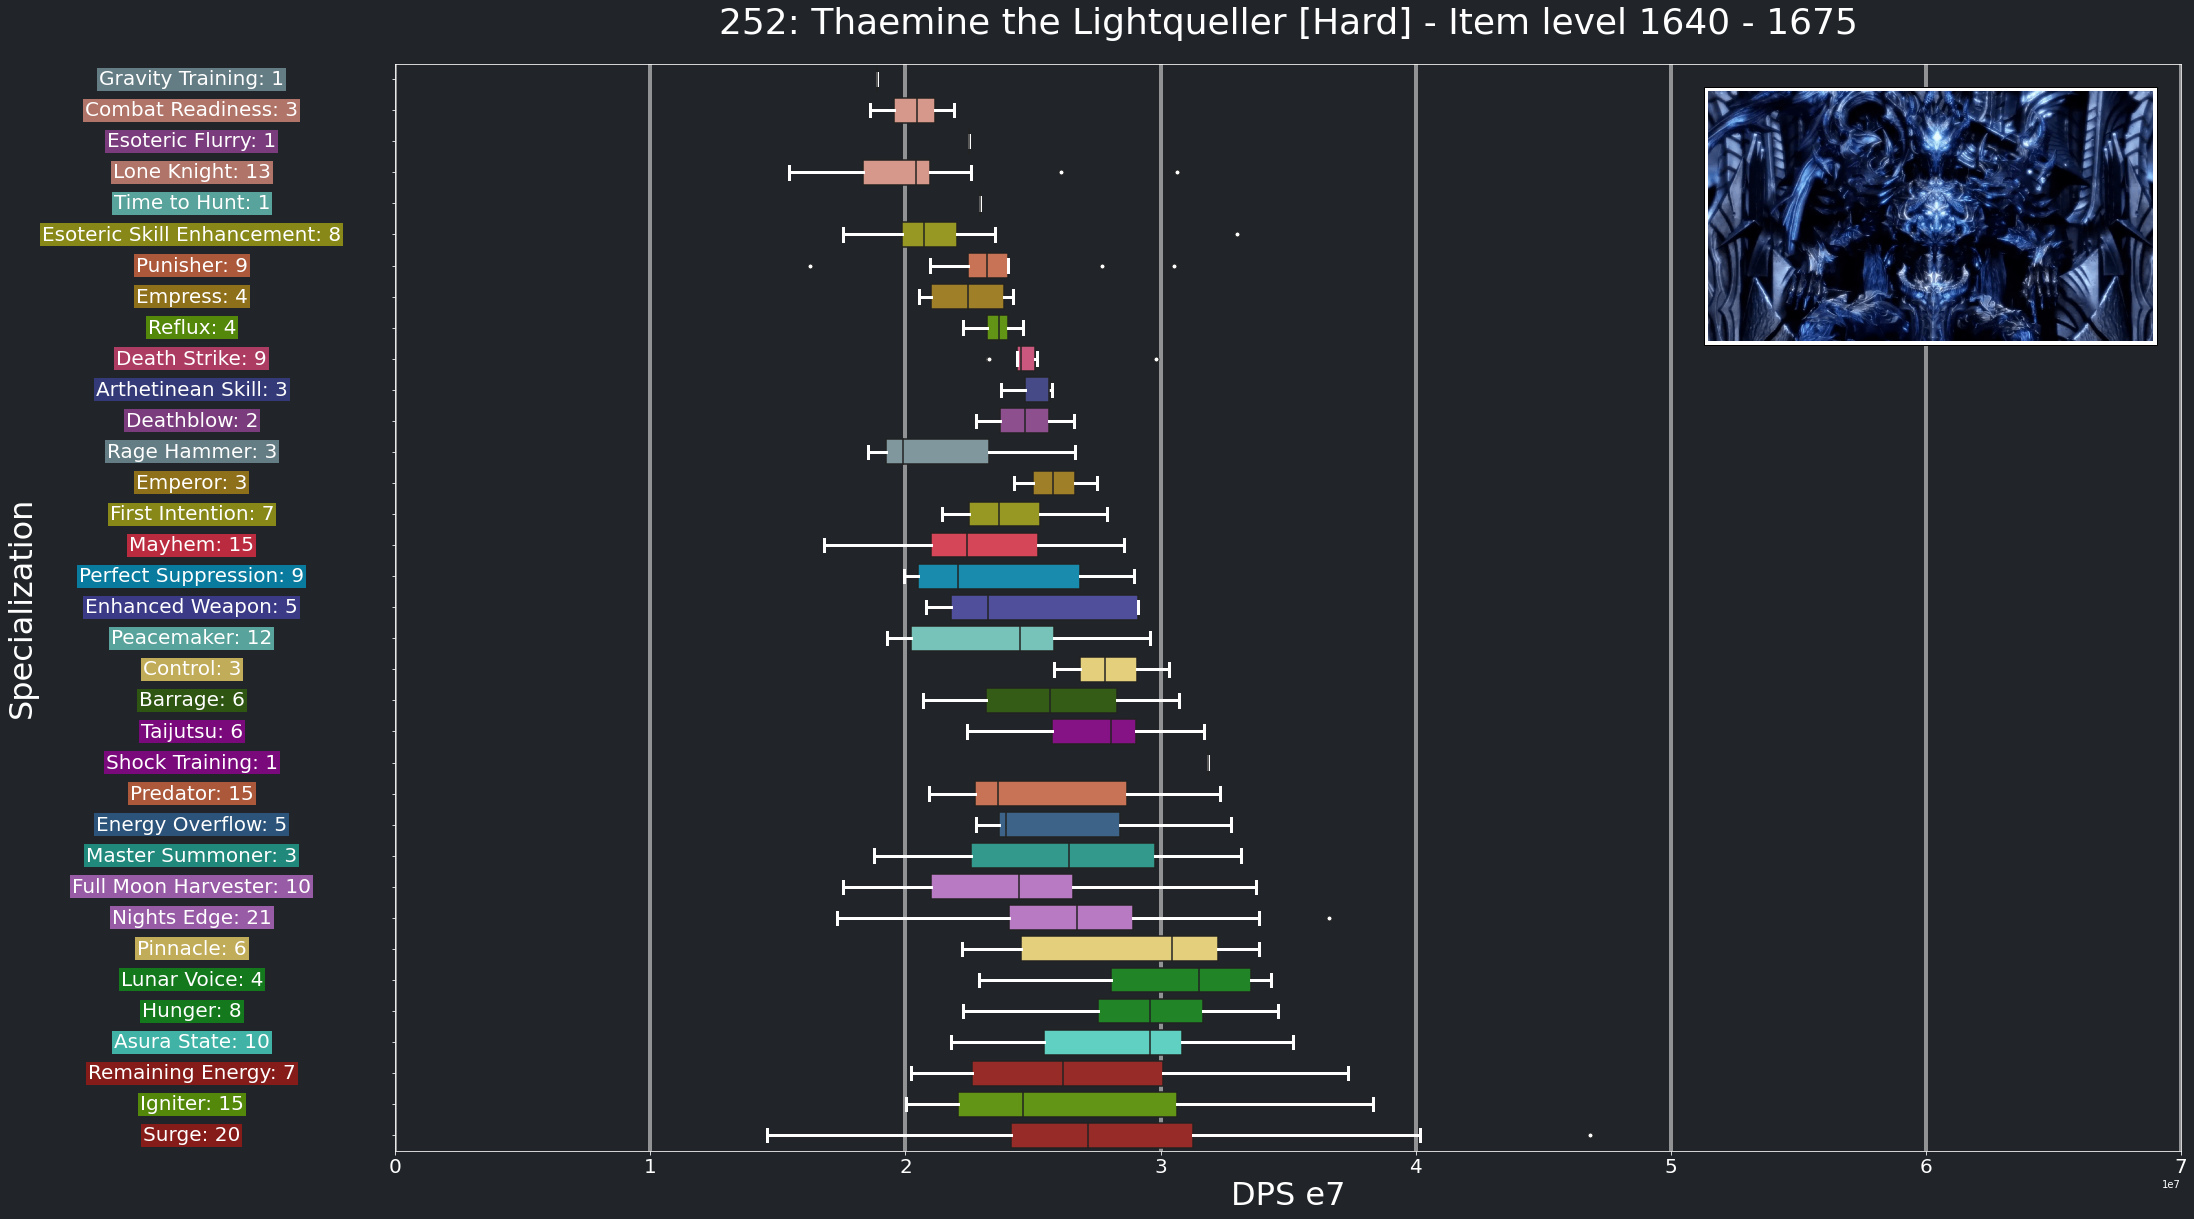 252: Thaemine the Lightqueller [Hard] - Item level 1640 - 1675
Specialization
Gravity Training: 1
Combat Readiness: 3
Esoteric Flurry: 1
Lone Knight: 13
Time to Hunt: 1
Esoteric Skill Enhancement: 8
Punisher: 9
Empress: 4
Reflux: 4
Death Strike: 9
Arthetinean Skill: 3
Deathblow: 2
Rage Hammer: 3
Emperor: 3
First Intention: 7
Mayhem: 15
Perfect Suppression: 9
Enhanced Weapon: 5
Peacemaker: 12
Control: 3
Barrage: 6
Taijutsu: 6
Shock Training: 1
Predator: 15
Energy Overflow: 5
Master Summoner: 3
Full Moon Harvester: 10
Nights Edge: 21
Pinnacle: 6
Lunar Voice: 4
Hunger: 8
Asura State: 10
Remaining Energy: 7
Igniter: 15
Surge: 20
0 1 2 3 4 5 6 7
1e7
DPS e7